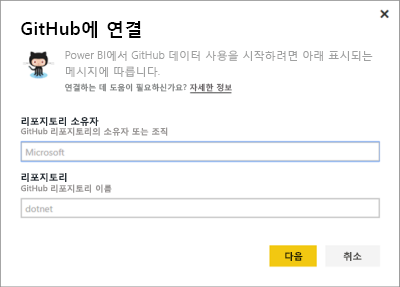 GitHub에 연결
Power BI에서 GitHub 데이터 사용을 시작하려면 아래 표시되는
메시지에 따릅니다.
연결하는 데 도움이 필요하신가요? 자세한 정보
리포지토리 소유자
GitHub 리포지토리의 소유자 또는 조직
Microsoft
리포지토리
GitHub 리포지토리 이름
dotnet
다음 취소